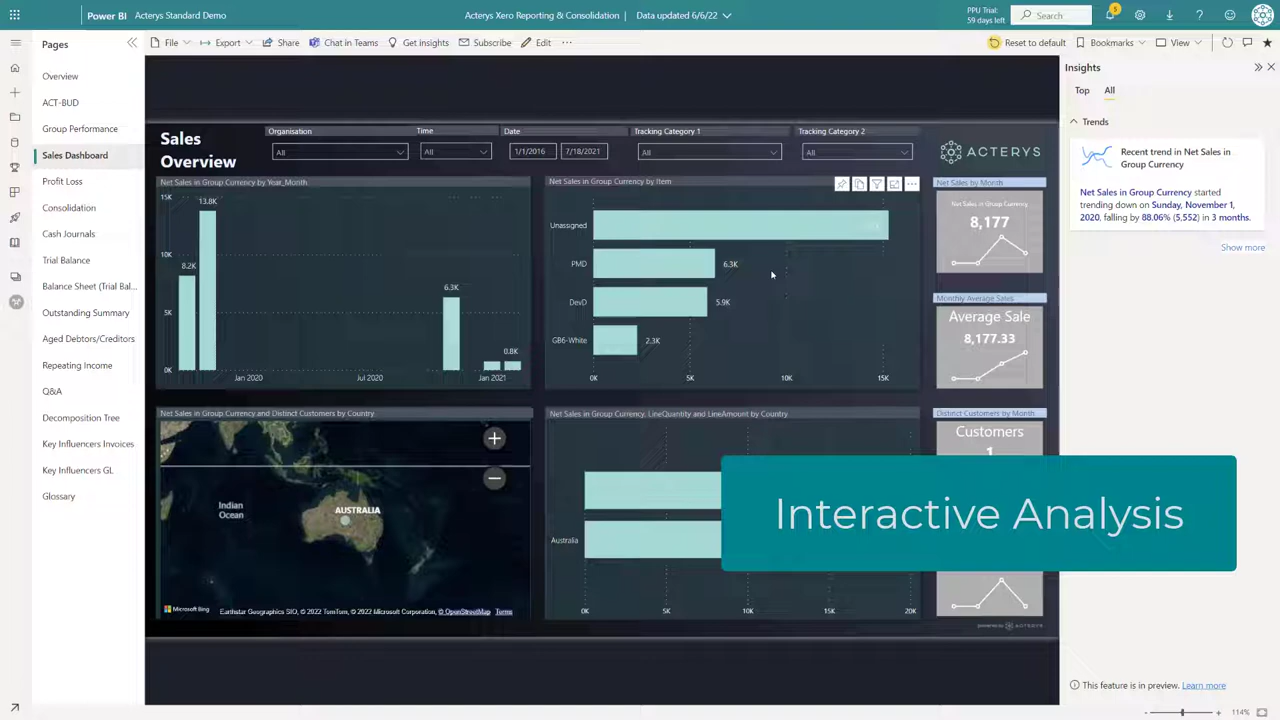 Power BI
Acterys Standard Demo
Acterys Xero Reporting & Consolidation
Data updated 6/6/22
PPU Trial:
59 days left
Search
5
Pages
File
Export
Share
Chat in Teams
Get insights
Subscribe
Edit
Reset to default
Bookmarks
View
Overview
ACT-BUD
Group Performance
Sales Dashboard
Profit Loss
Consolidation
Cash Journals
Trial Balance
Balance Sheet (Trial Bal...
Outstanding Summary
Aged Debtors/Creditors
Repeating Income
Q&A
Decomposition Tree
Key Influencers Invoices
Key Influencers GL
Glossary
Sales
Overview
Organisation
All
Time
All
Date
1/1/2016
7/18/2021
Tracking Category 1
All
Tracking Category 2
All
ACTERYS
Net Sales in Group Currency by Year_Month
15K
10K
5K
0K
8.2K
13.8K
6.3K
0.8K
Jan 2020
Jul 2020
Jan 2021
Net Sales in Group Currency by Item
Unassigned
PMD
6.3K
DevD
5.9K
GB6-White
2.3K
0K
5K
10K
15K
Net Sales by Month
Net Sales in Group Currency
8,177
Monthly Average Sales
Average Sale
8,177.33
Distinct Customers by Month
Customers
1
Net Sales in Group Currency and Distinct Customers by Country
Indian
Ocean
AUSTRALIA
Microsoft Bing
Earthstar Geographics SIO, © 2022 TomTom, © 2022 Microsoft Corporation, © OpenStreetMap Terms
Net Sales in Group Currency, LineQuantity and LineAmount by Country
Australia
0K
5K
10K
15K
20K
powered by ACTERYS
Interactive Analysis
Insights
Top
All
Trends
Recent trend in Net Sales in
Group Currency
Net Sales in Group Currency started
trending down on Sunday, November 1,
2020, falling by 88.06% (5,552) in 3 months.
Show more
This feature is in preview. Learn more
114%